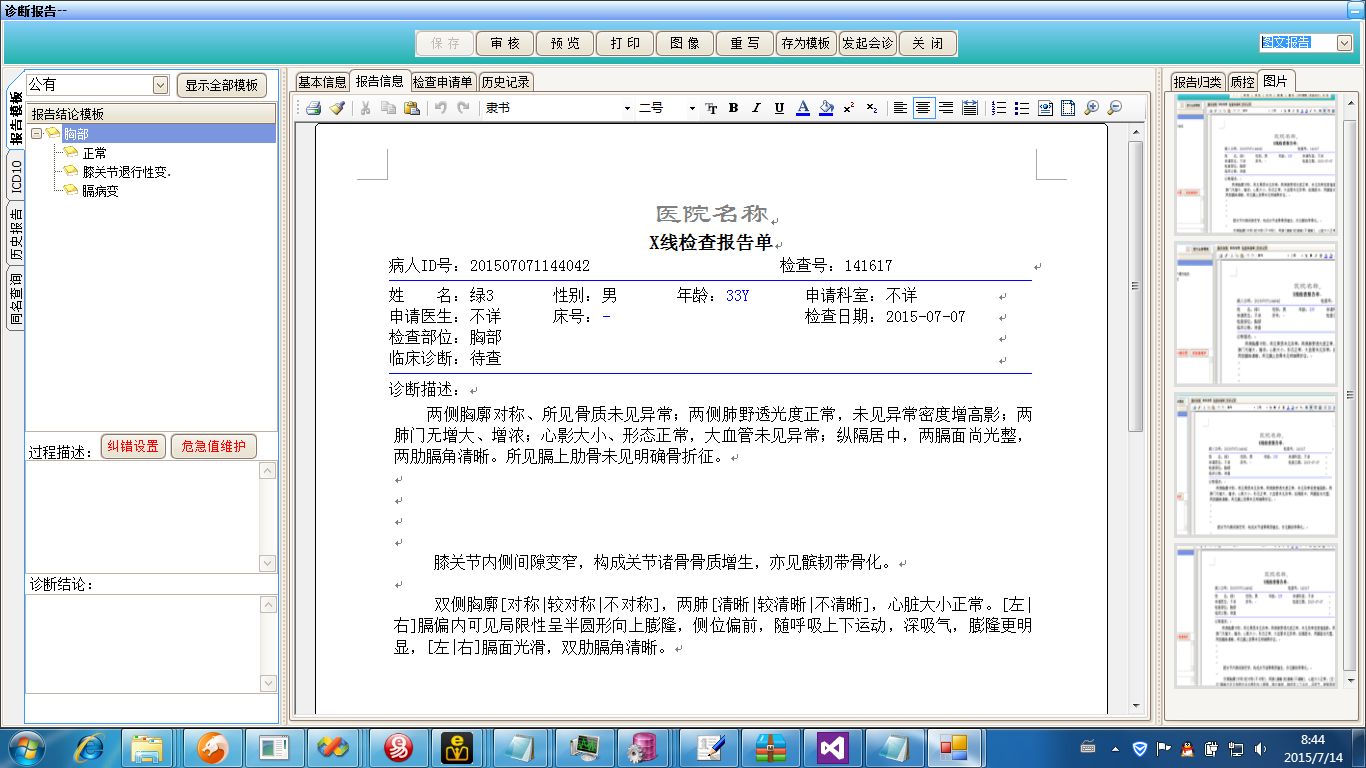 诊断报告--
保 存 审 核 预 览 打 印 图 像 重 写 存为模板 发起会诊 关 闭
图文报告
报告模板
ICD10
历史报告
同名查询
公有 显示全部模板
报告结论模板
胸部
正常
膝关节退行性变.
膈病变
过程描述: 纠错设置 危急值维护
诊断结论:
基本信息 报告信息 检查申请单 历史记录
隶书 二号
医院名称
X线检查报告单
病人ID号: 201507071144042 检查号: 141617
姓 名: 绿3 性别: 男 年龄: 33Y 申请科室: 不详
申请医生: 不详 床号: - 检查日期: 2015-07-07
检查部位: 胸部
临床诊断: 待查
诊断描述:
两侧胸廓对称、所见骨质未见异常; 两侧肺野透光度正常, 未见异常密度增高影; 两
肺门无增大、增浓; 心影大小、形态正常, 大血管未见异常; 纵隔居中, 两膈面尚光整,
两肋膈角清晰。所见膈上肋骨未见明确骨折征。
膝关节内侧间隙变窄, 构成关节诸骨骨质增生, 亦见髌韧带骨化。
双侧胸廓[对称|较对称|不对称], 两肺[清晰|较清晰|不清晰], 心脏大小正常。[左|
右]膈偏内可见局限性呈半圆形向上膨隆, 侧位偏前, 随呼吸上下运动, 深吸气, 膨隆更明
显, [左|右]膈面光滑, 双肋膈角清晰。
报告归类 质控 图片
8:44
2015/7/14